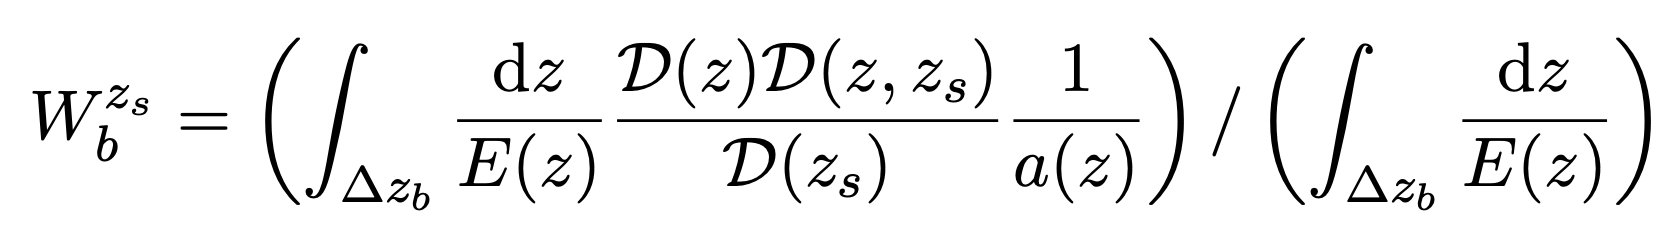 W_b^{z_s} = \left( \int_{\Delta z_b} \frac{\mathrm{d}z}{E(z)} \frac{\mathcal{D}(z)\mathcal{D}(z, z_s)}{\mathcal{D}(z_s)} \frac{1}{a(z)} \right) / \left( \int_{\Delta z_b} \frac{\mathrm{d}z}{E(z)} \right)